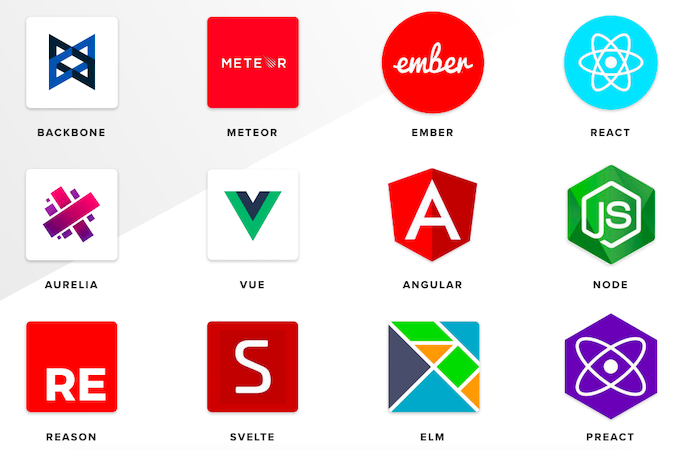 METEOR
ember
BACKBONE
METEOR
EMBER
REACT
A
JS
AURELIA
VUE
ANGULAR
NODE
RE
S
REASON
SVELTE
ELM
PREACT